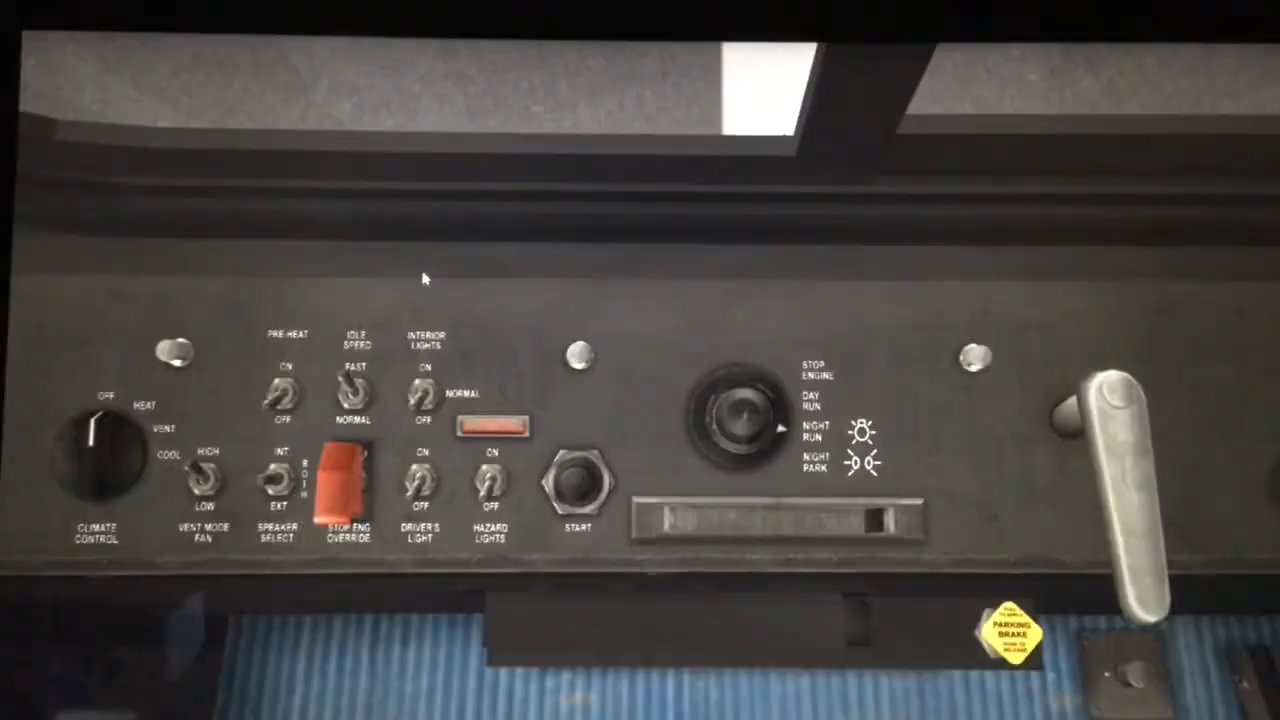 PRE-HEAT
ON
OFF
IDLE
SPEED
FAST
NORMAL
INTERIOR
LIGHTS
ON
NORMAL
OFF
OFF
HEAT
VENT
COOL
CLIMATE
CONTROL
HIGH
LOW
VENT MODE
FAN
INT
BOTH
EXT
SPEAKER
SELECT
STOP ENG
OVERRIDE
ON
OFF
DRIVER'S
LIGHT
ON
OFF
HAZARD
LIGHTS
START
STOP
ENGINE
DAY
RUN
NIGHT
RUN
NIGHT
PARK
PARKING
BRAKE